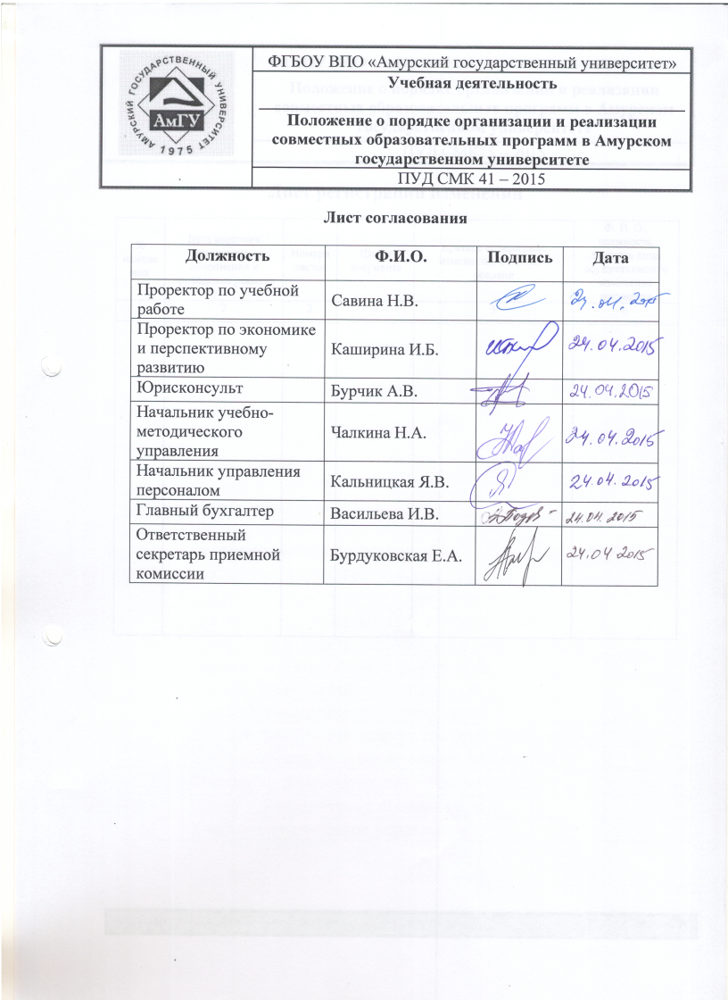 АМУРСКИЙ ГОСУДАРСТВЕННЫЙ УНИВЕРСИТЕТ
АмГУ
1975
ФГБОУ ВПО «Амурский государственный университет»
Учебная деятельность
Положение о порядке организации и реализации
совместных образовательных программ в Амурском
государственном университете
ПУД СМК 41 – 2015
Лист согласования
Должность Ф.И.О. Подпись Дата
Проректор по учебной
работе
Савина Н.В.
24.04.2015
Проректор по экономике
и перспективному
развитию
Каширина И.Б.
24.04.2015
Юрисконсульт
Бурчик А.В.
24.04.2015
Начальник учебно-
методического
управления
Чалкина Н.А.
24.04.2015
Начальник управления
персоналом
Кальницкая Я.В.
24.04.2015
Главный бухгалтер
Васильева И.В.
24.04.2015
Ответственный
секретарь приемной
комиссии
Бурдуковская Е.А.
24.04 2015